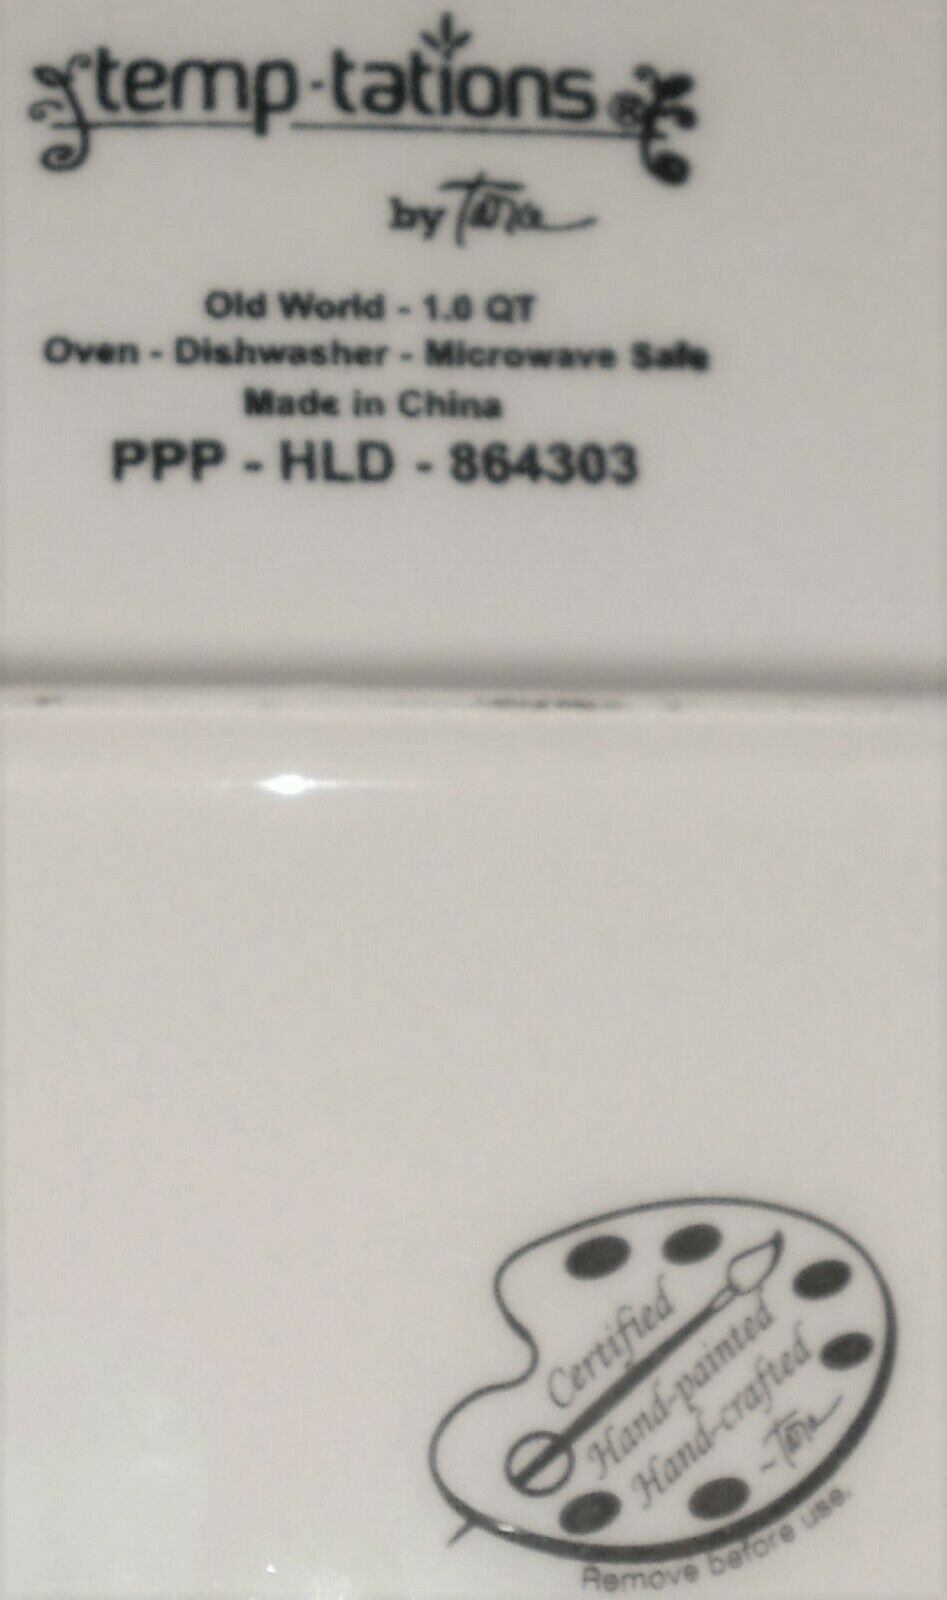 temp-tations®
by Tara
Old World - 1.0 QT
Oven - Dishwasher - Microwave Safe
Made in China
PPP - HLD - 864303
Certified
Hand-painted
Hand-crafted
- Tara
Remove before use.